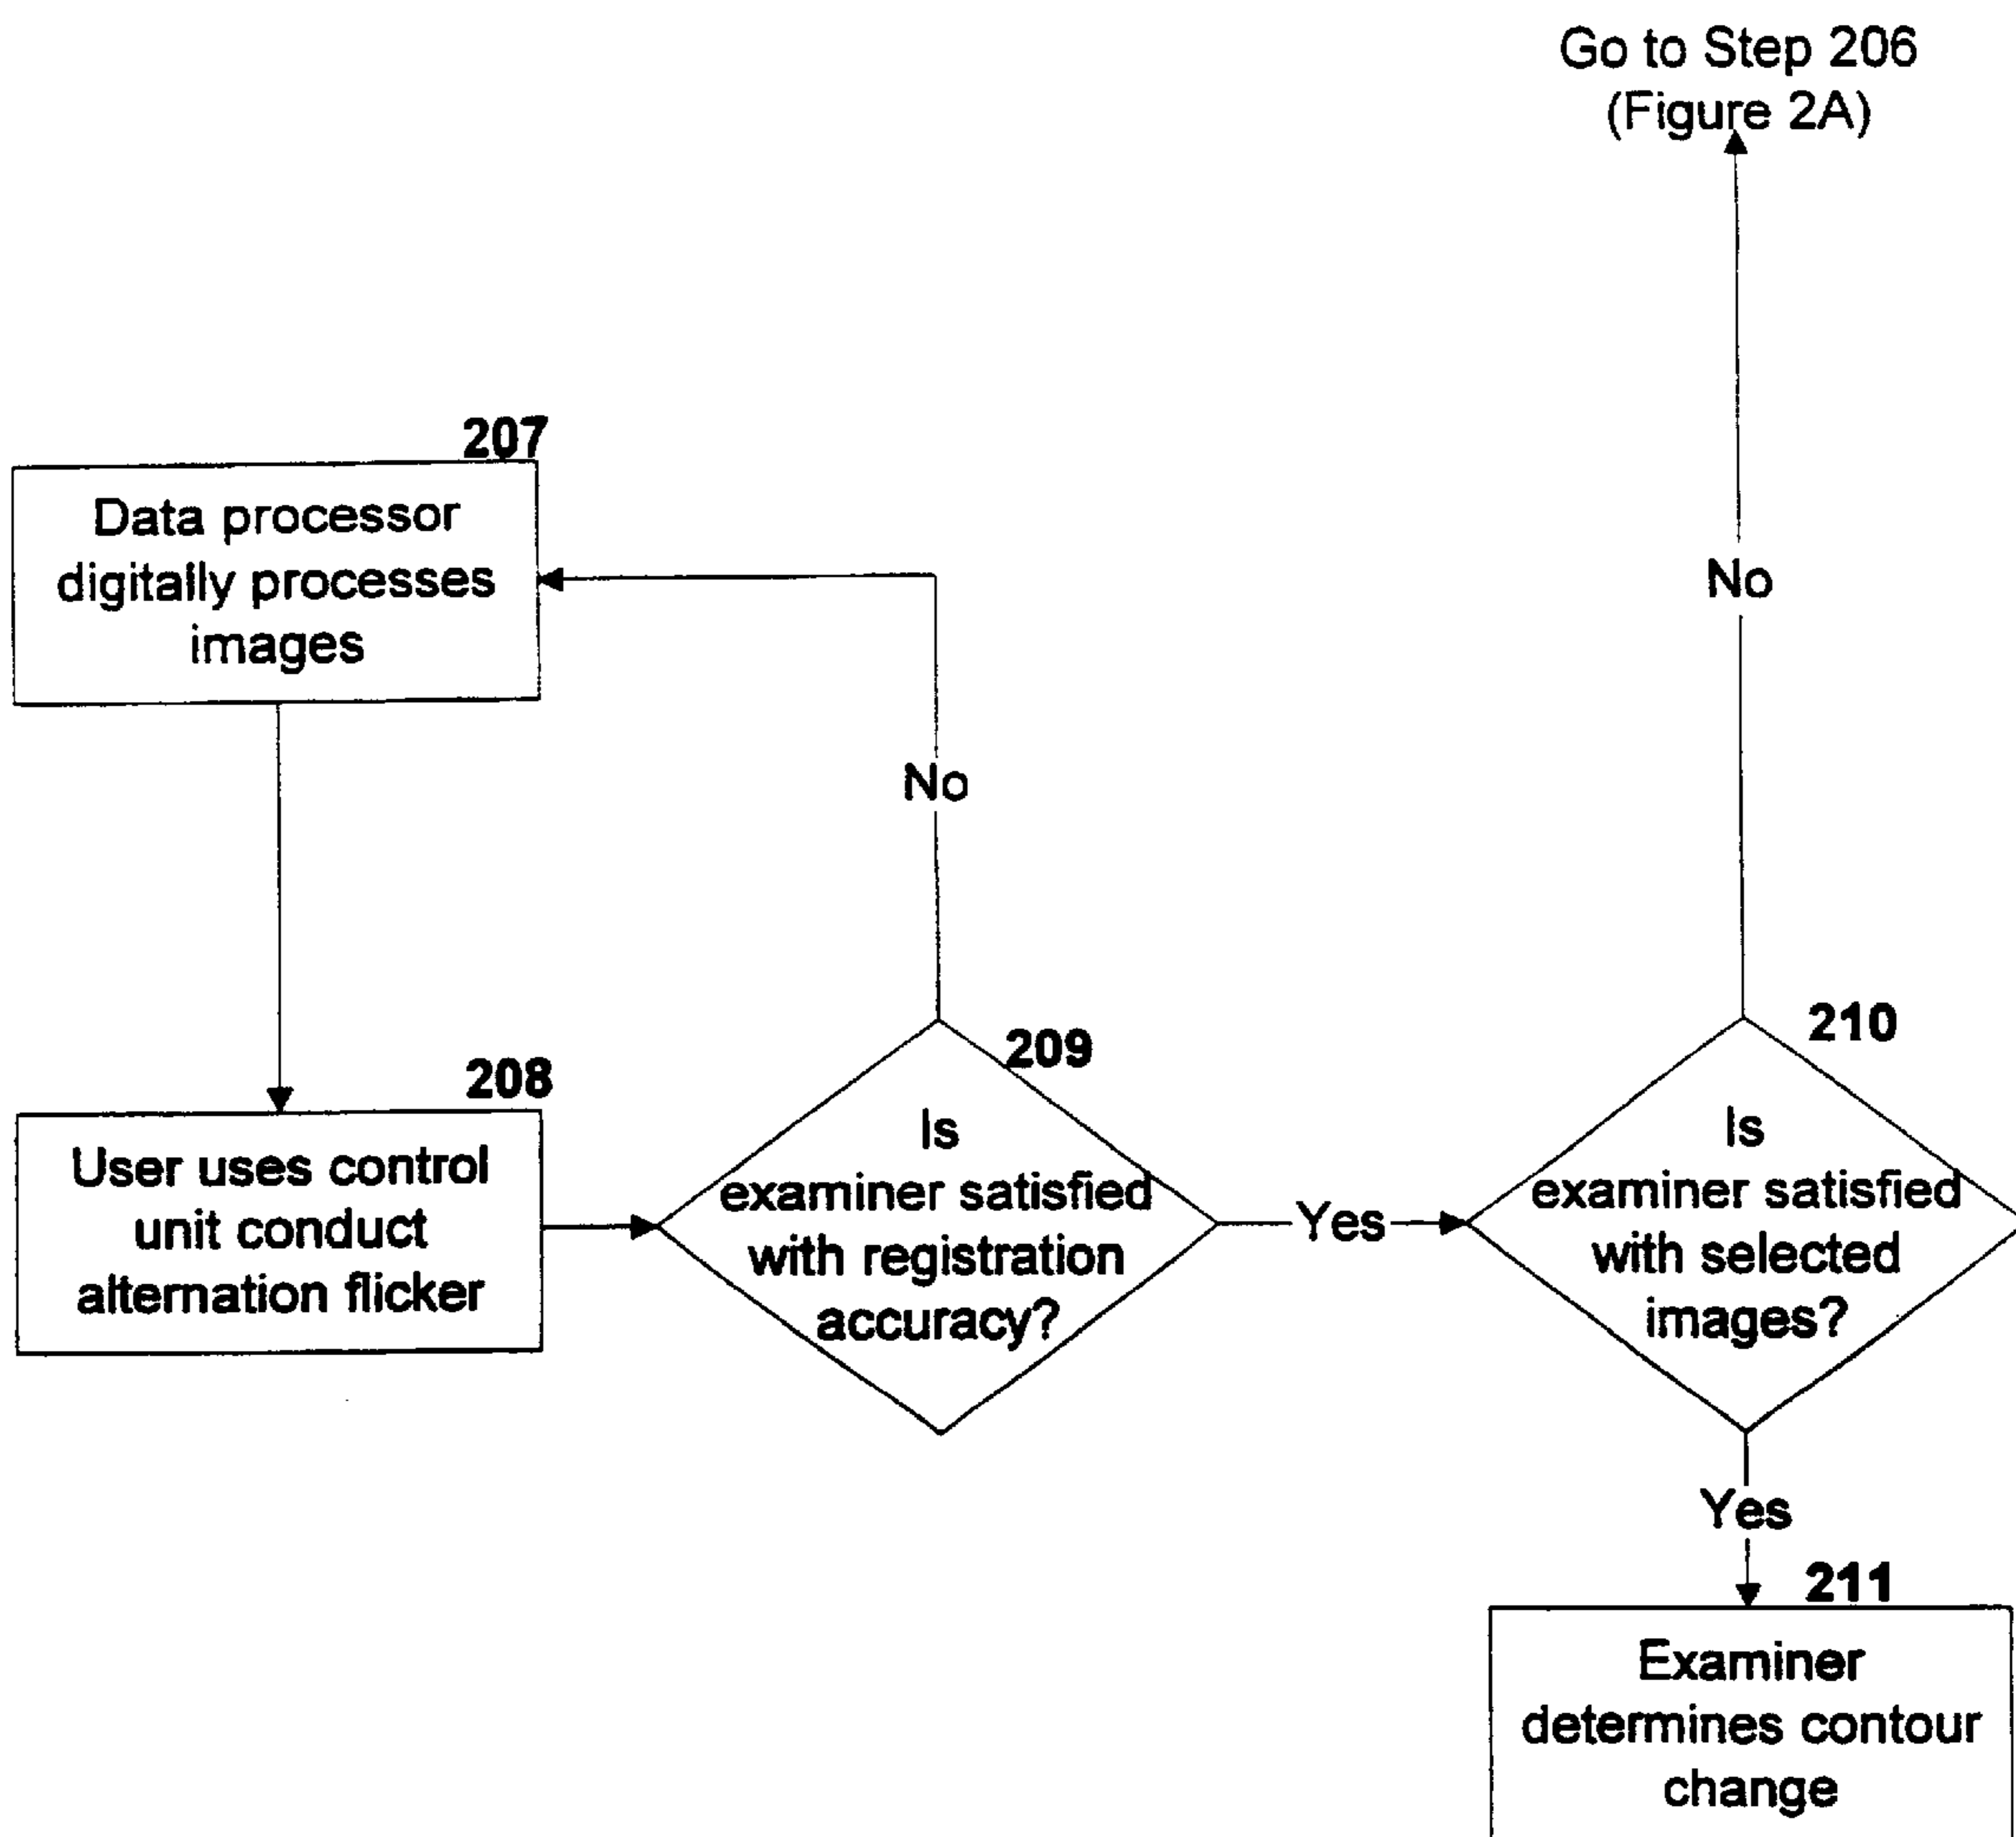 Go to Step 206
(Figure 2A)
207
Data processor
digitally processes
images
No
No
208
User uses control
unit conduct
alternation flicker
209
Is
examiner satisfied
with registration
accuracy?
Yes
210
Is
examiner satisfied
with selected
images?
Yes
211
Examiner
determines contour
change